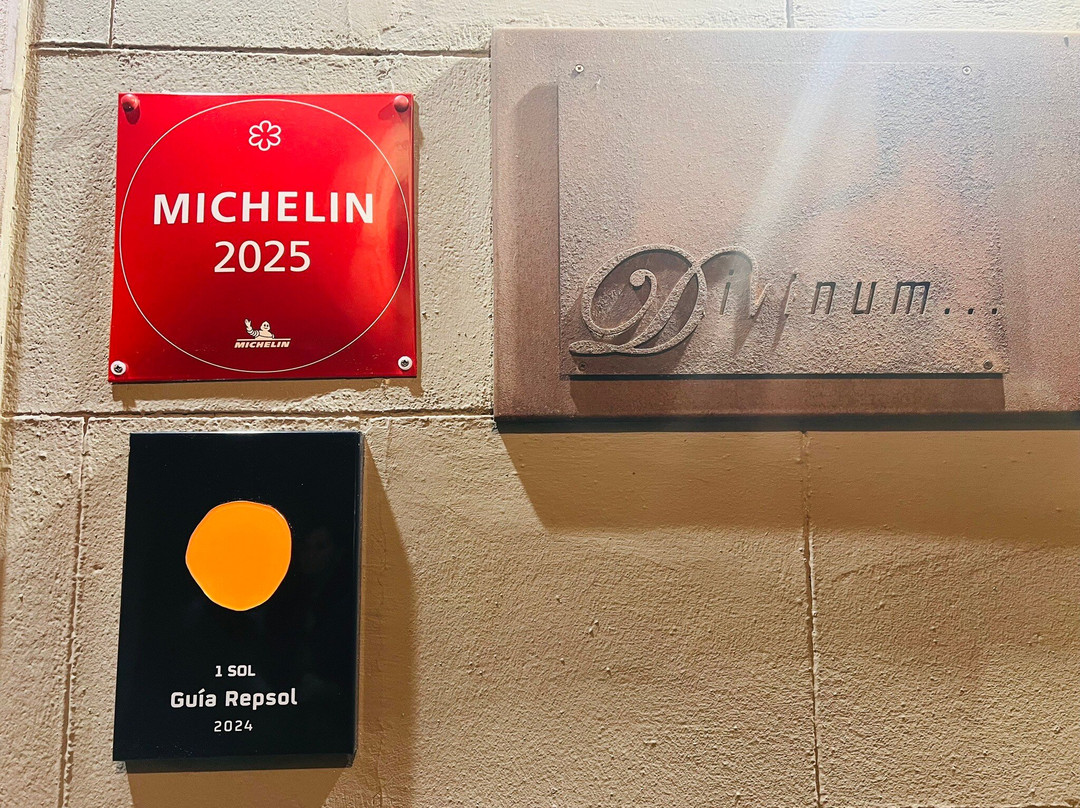 MICHELIN
2025
MICHELIN
Divinum...
1 SOL
Guía Repsol
2024